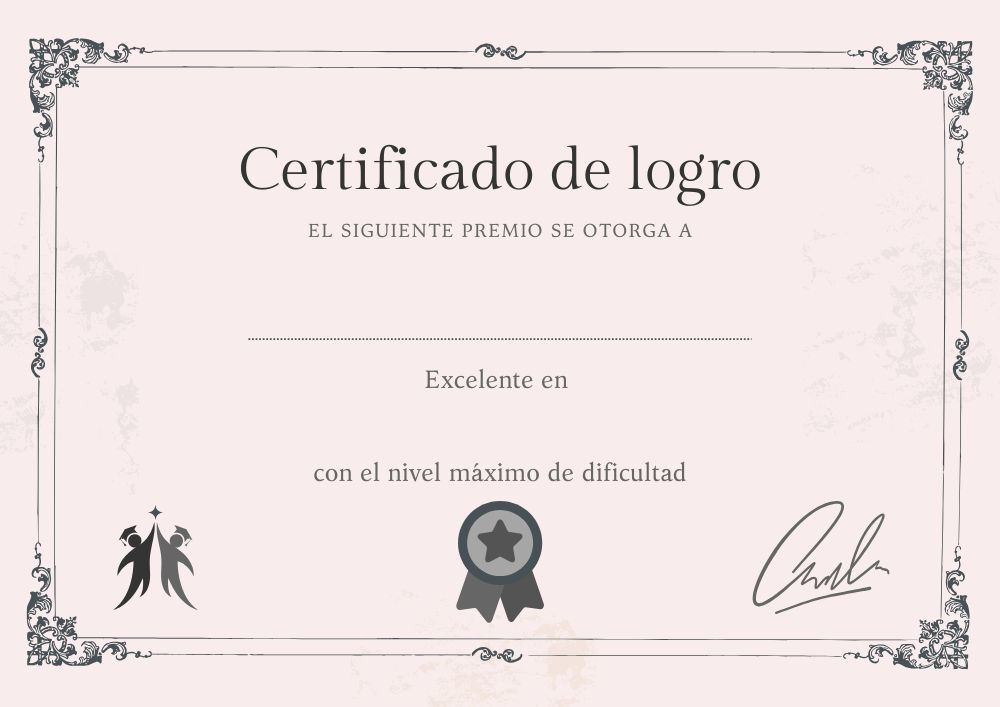 Certificado de logro
EL SIGUIENTE PREMIO SE OTORGA A
Excelente en
con el nivel máximo de dificultad